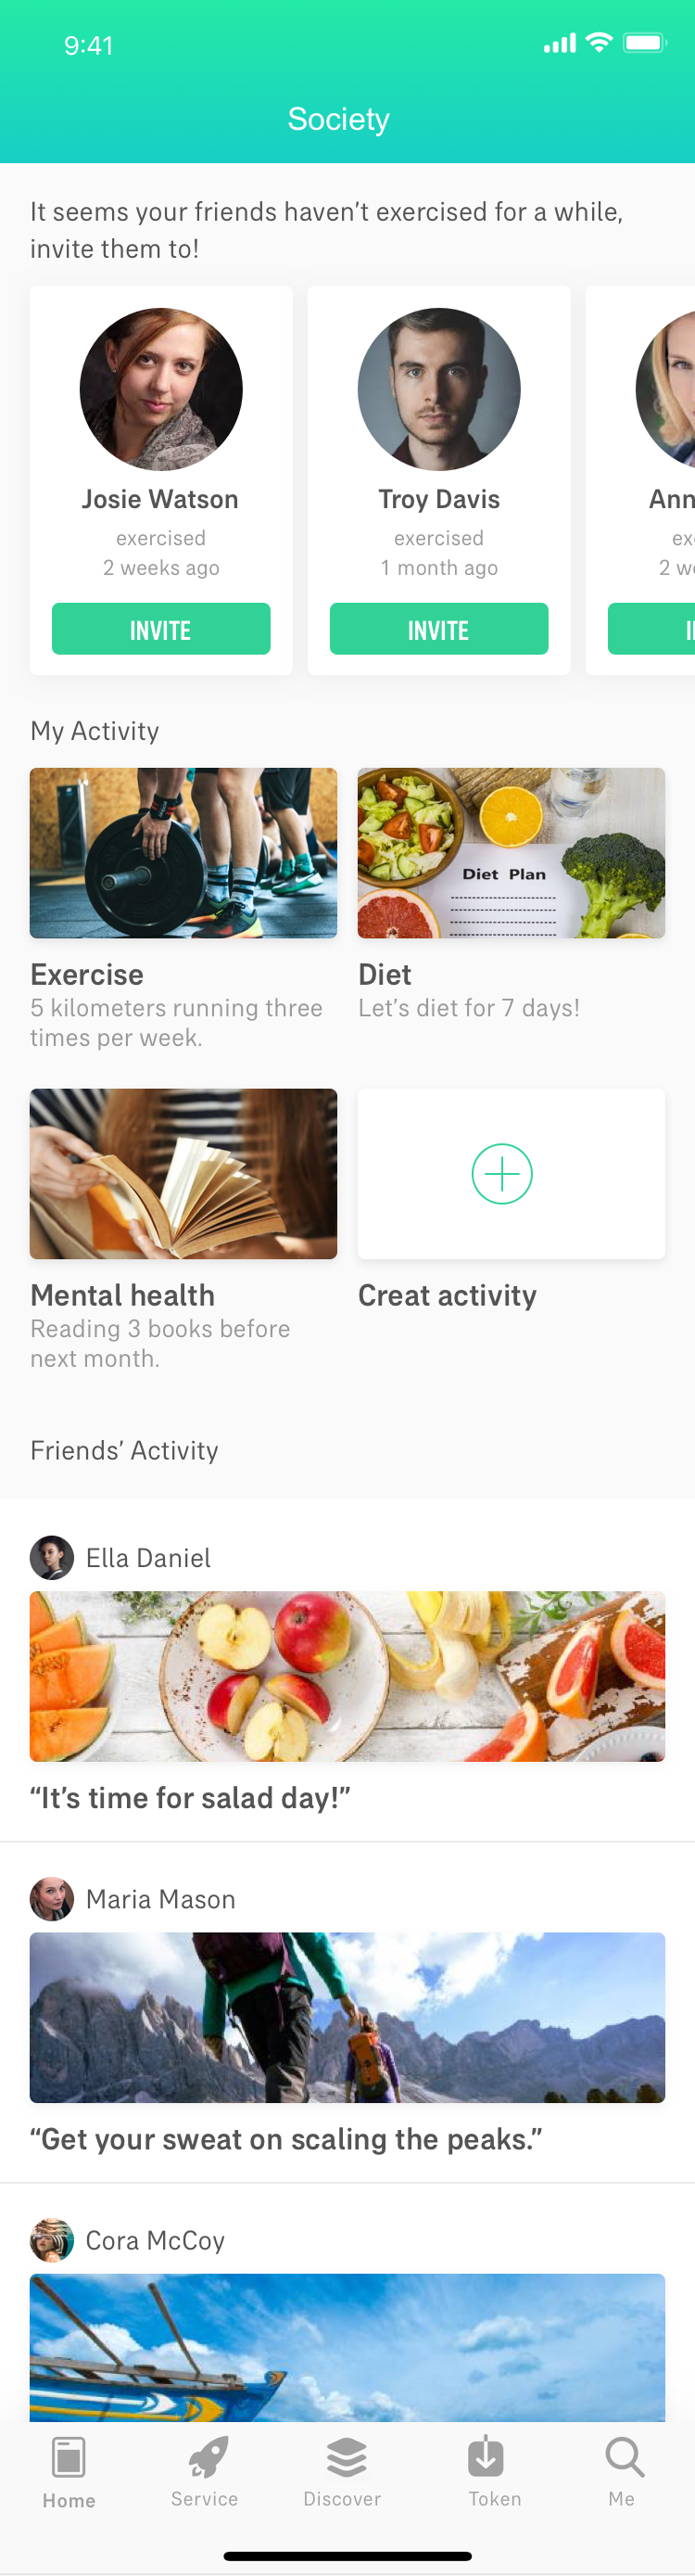 9:41
Society
It seems your friends haven’t exercised for a while,
invite them to!
Josie Watson
exercised
2 weeks ago
INVITE
Troy Davis
exercised
1 month ago
INVITE
Ann
ex
2 w
I
My Activity
Diet Plan
Exercise
5 kilometers running three
times per week.
Diet
Let’s diet for 7 days!
Mental health
Reading 3 books before
next month.
Creat activity
Friends’ Activity
Ella Daniel
“It’s time for salad day!”
Maria Mason
“Get your sweat on scaling the peaks.”
Cora McCoy
Home
Service
Discover
Token
Me